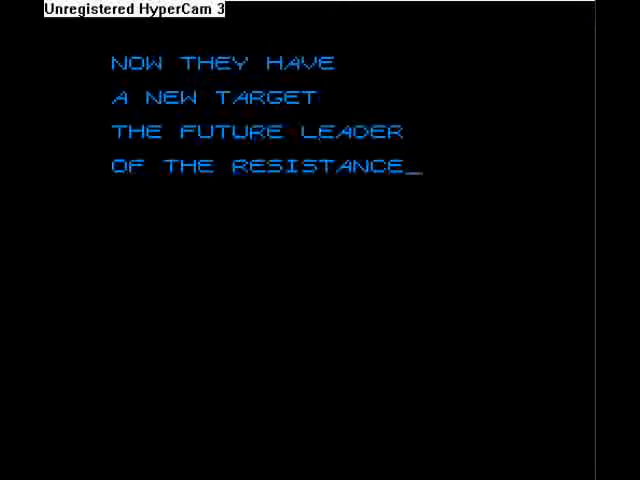 Unregistered HyperCam 3
NOW THEY HAVE
A NEW TARGET
THE FUTURE LEADER
OF THE RESISTANCE_